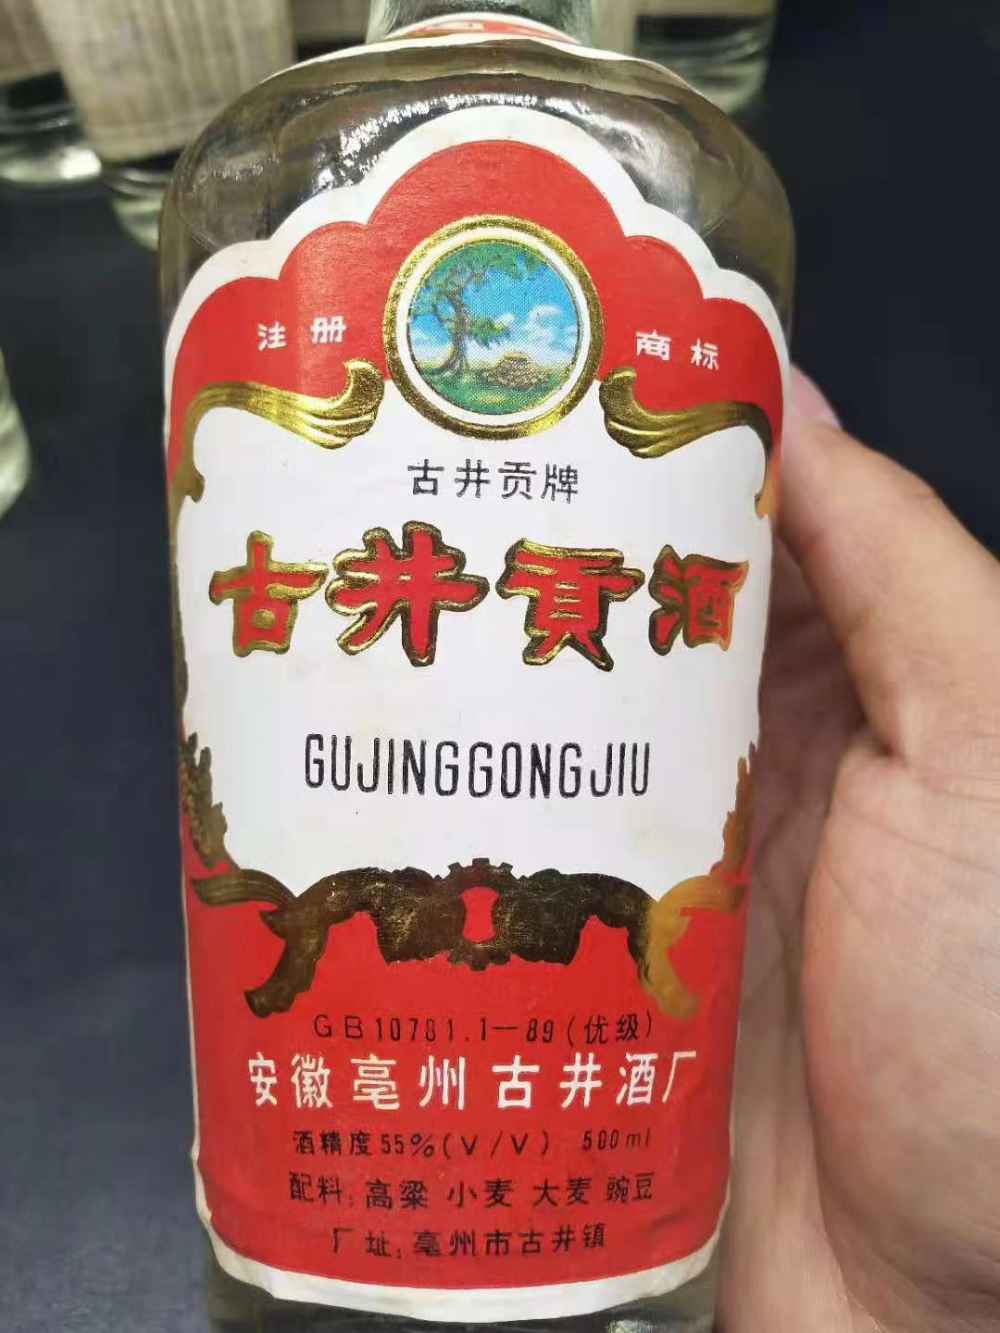 注册 商标
古井贡牌
古井贡酒
GUJINGGONGJIU
GB10781.1—89(优级)
安徽亳州古井酒厂
酒精度55%(V/V) 500ml
配料:高粱 小麦 大麦 豌豆
厂址:亳州市古井镇